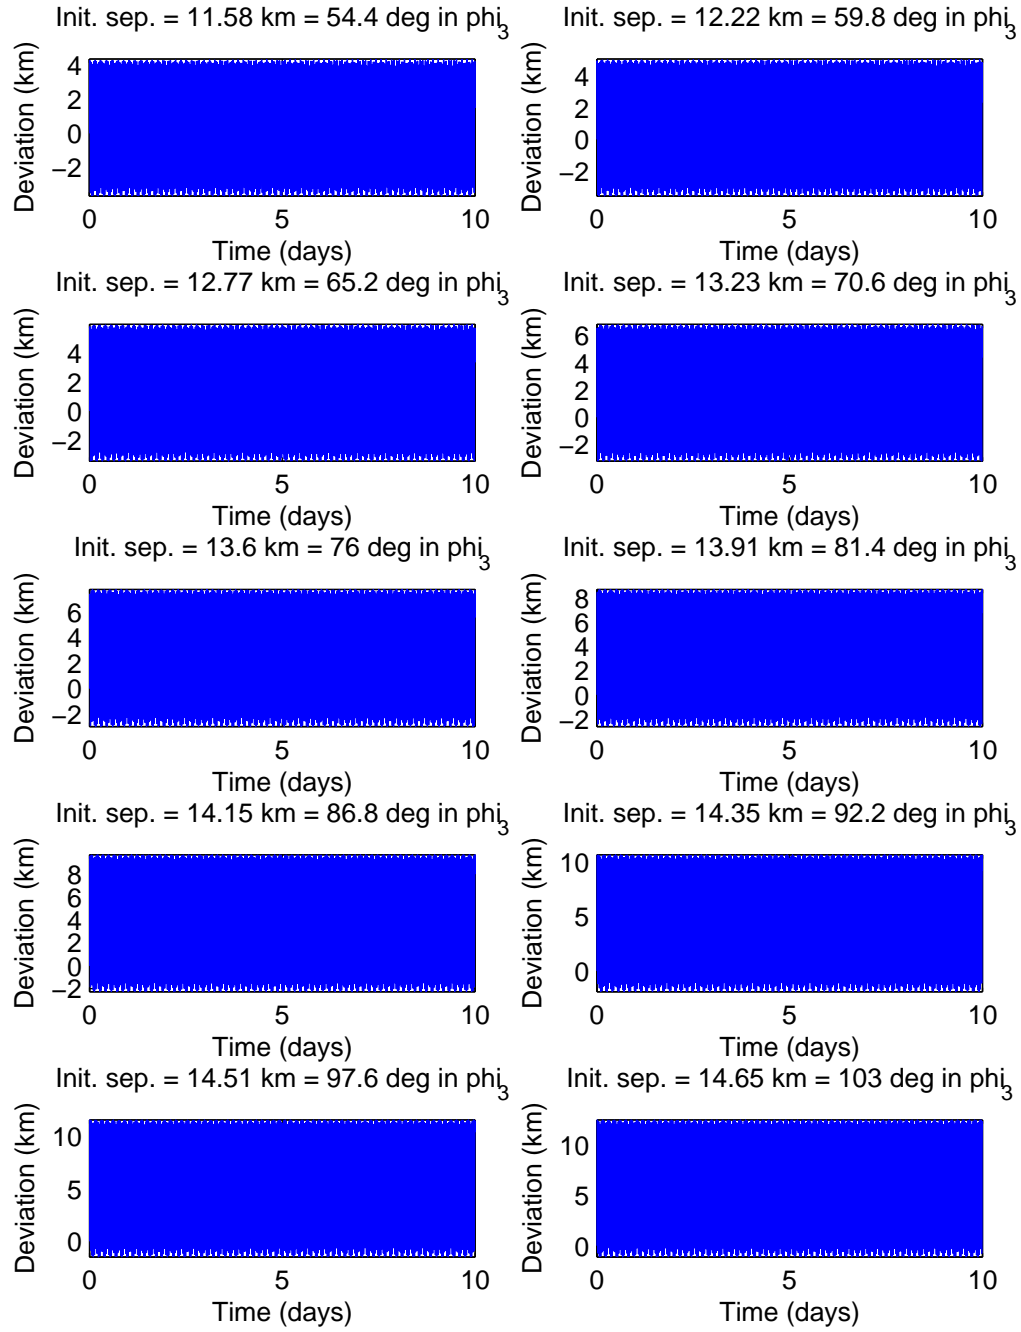 Init. sep. = 11.58 km = 54.4 deg in phi3
Deviation (km)
4
2
0
−2
0 5 10
Time (days)
Init. sep. = 12.22 km = 59.8 deg in phi3
Deviation (km)
4
2
0
−2
0 5 10
Time (days)
Init. sep. = 12.77 km = 65.2 deg in phi3
Deviation (km)
4
2
0
−2
0 5 10
Time (days)
Init. sep. = 13.23 km = 70.6 deg in phi3
Deviation (km)
6
4
2
0
−2
0 5 10
Time (days)
Init. sep. = 13.6 km = 76 deg in phi3
Deviation (km)
6
4
2
0
−2
0 5 10
Time (days)
Init. sep. = 13.91 km = 81.4 deg in phi3
Deviation (km)
8
6
4
2
0
−2
0 5 10
Time (days)
Init. sep. = 14.15 km = 86.8 deg in phi3
Deviation (km)
8
6
4
2
0
−2
0 5 10
Time (days)
Init. sep. = 14.35 km = 92.2 deg in phi3
Deviation (km)
10
5
0
0 5 10
Time (days)
Init. sep. = 14.51 km = 97.6 deg in phi3
Deviation (km)
10
5
0
0 5 10
Time (days)
Init. sep. = 14.65 km = 103 deg in phi3
Deviation (km)
10
5
0
0 5 10
Time (days)